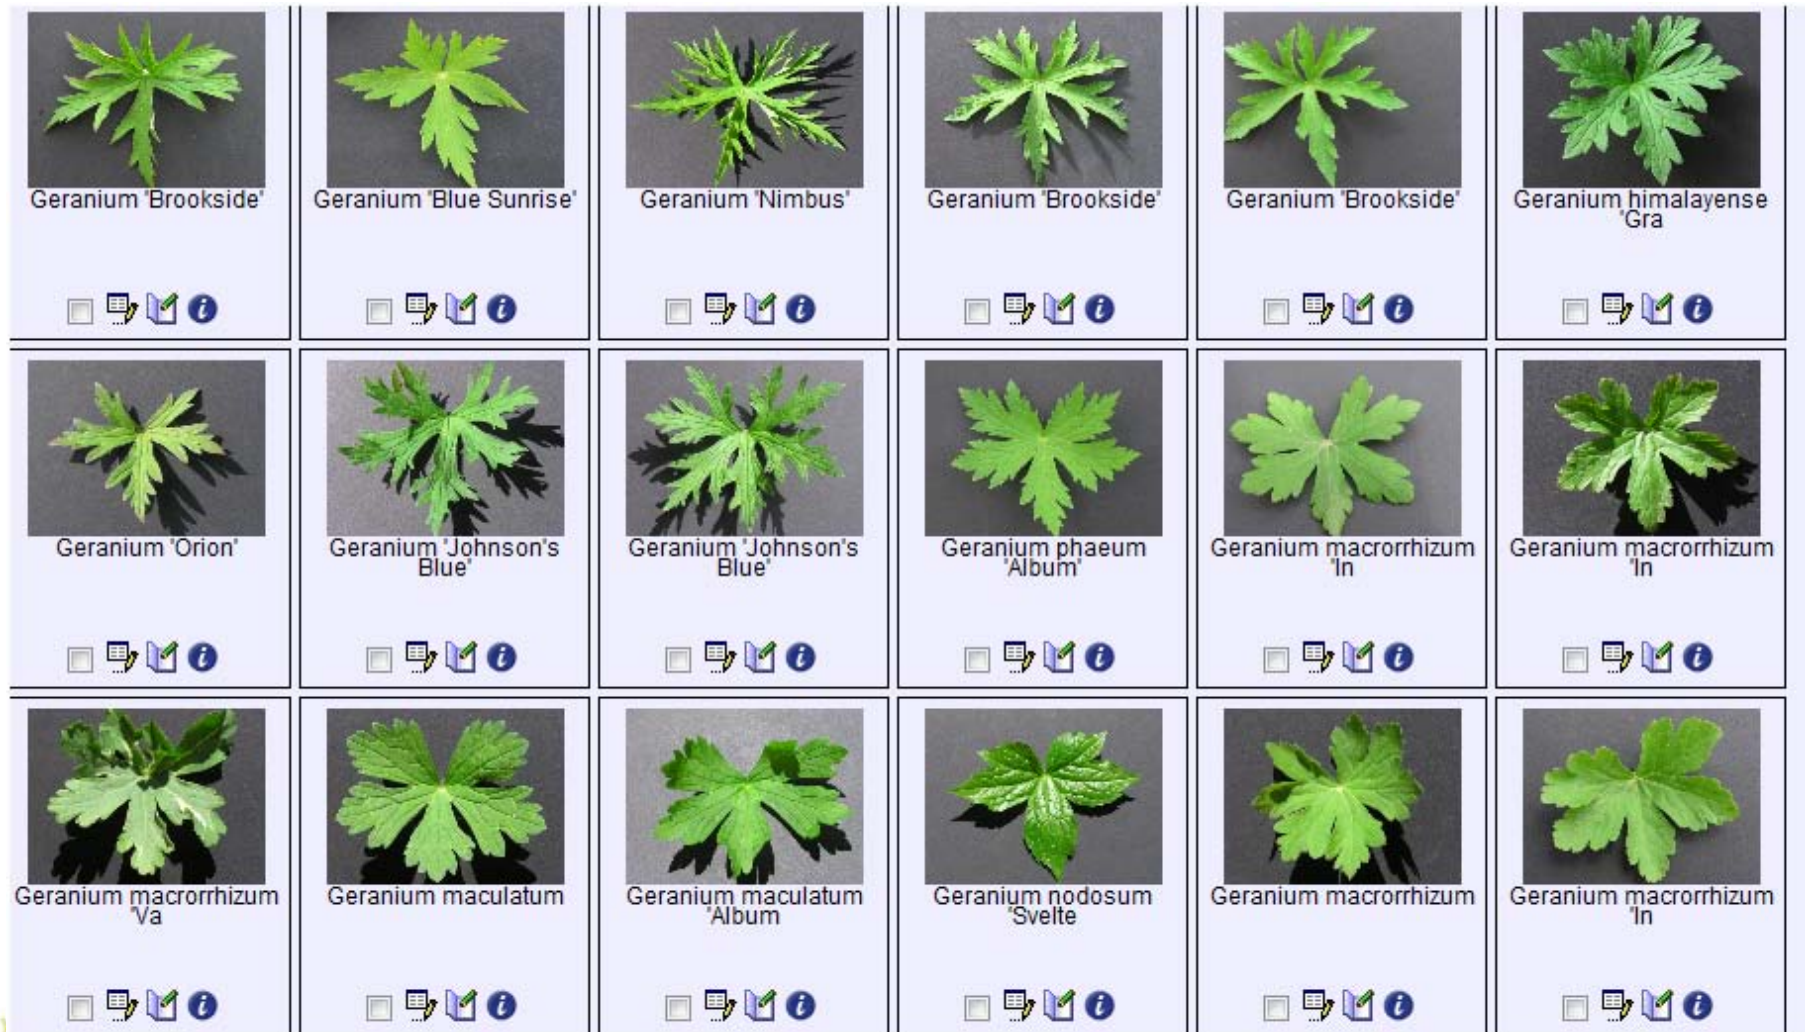 Geranium 'Brookside'
Geranium 'Blue Sunrise'
Geranium 'Nimbus'
Geranium 'Brookside'
Geranium 'Brookside'
Geranium himalayense
'Gra
Geranium 'Orion'
Geranium 'Johnson's
Blue'
Geranium 'Johnson's
Blue'
Geranium phaeum
'Album'
Geranium macrorrhizum
'In
Geranium macrorrhizum
'In
Geranium macrorrhizum
'Va
Geranium maculatum
Geranium maculatum
'Album
Geranium nodosum
'Svelte
Geranium macrorrhizum
Geranium macrorrhizum
'In